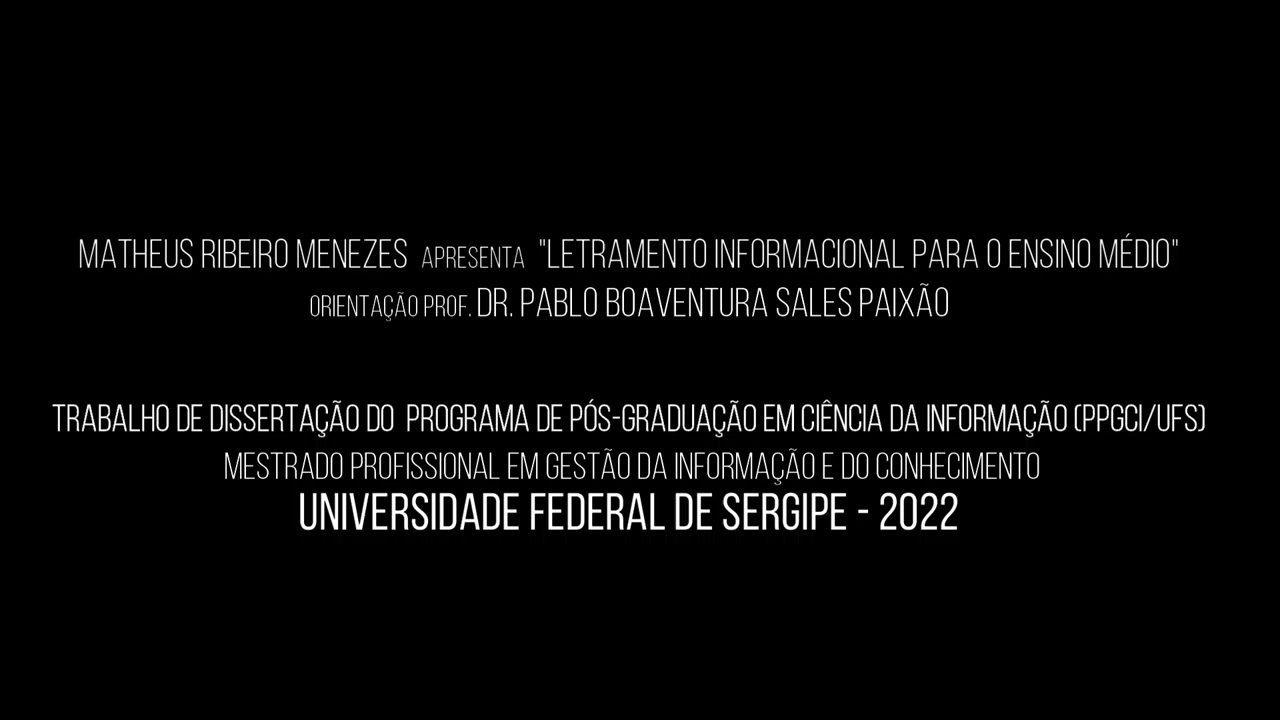 MATHEUS RIBEIRO MENEZES APRESENTA "LETRAMENTO INFORMACIONAL PARA O ENSINO MÉDIO"
ORIENTAÇÃO PROF. DR. PABLO BOAVENTURA SALES PAIXÃO
TRABALHO DE DISSERTAÇÃO DO PROGRAMA DE PÓS-GRADUAÇÃO EM CIÊNCIA DA INFORMAÇÃO (PPGCI/UFS)
MESTRADO PROFISSIONAL EM GESTÃO DA INFORMAÇÃO E DO CONHECIMENTO
UNIVERSIDADE FEDERAL DE SERGIPE - 2022